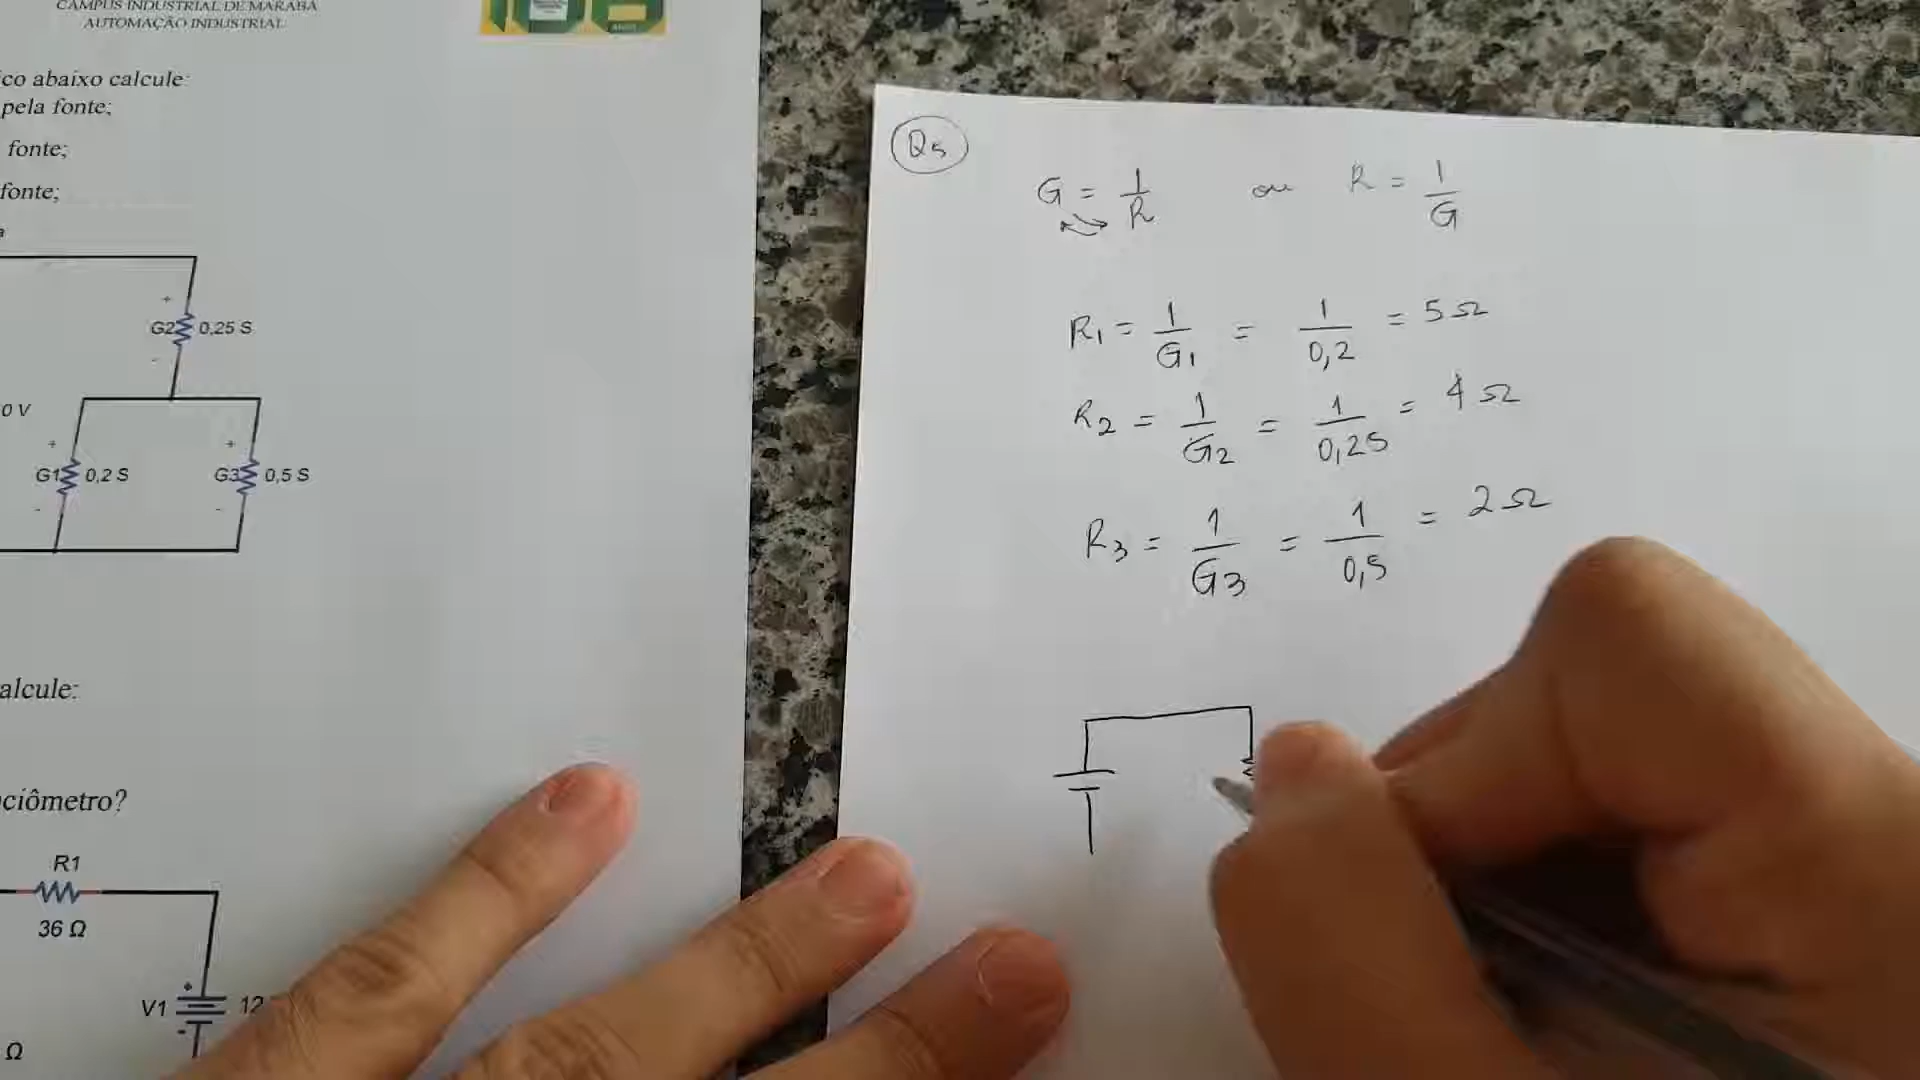 CAMPUS INDUSTRIAL DE MARABÁ
AUTOMAÇÃO INDUSTRIAL
co abaixo calcule:
pela fonte;
fonte;
fonte;
G2 0,25 S
0 V
G1 0,2 S
G3 0,5 S
alcule:
ciômetro?
R1
36 Ω
V1 12
Ω
Q5
G = 1/R ou R = 1/G
R1 = 1/G1 = 1/0,2 = 5Ω
R2 = 1/G2 = 1/0,25 = 4Ω
R3 = 1/G3 = 1/0,5 = 2Ω